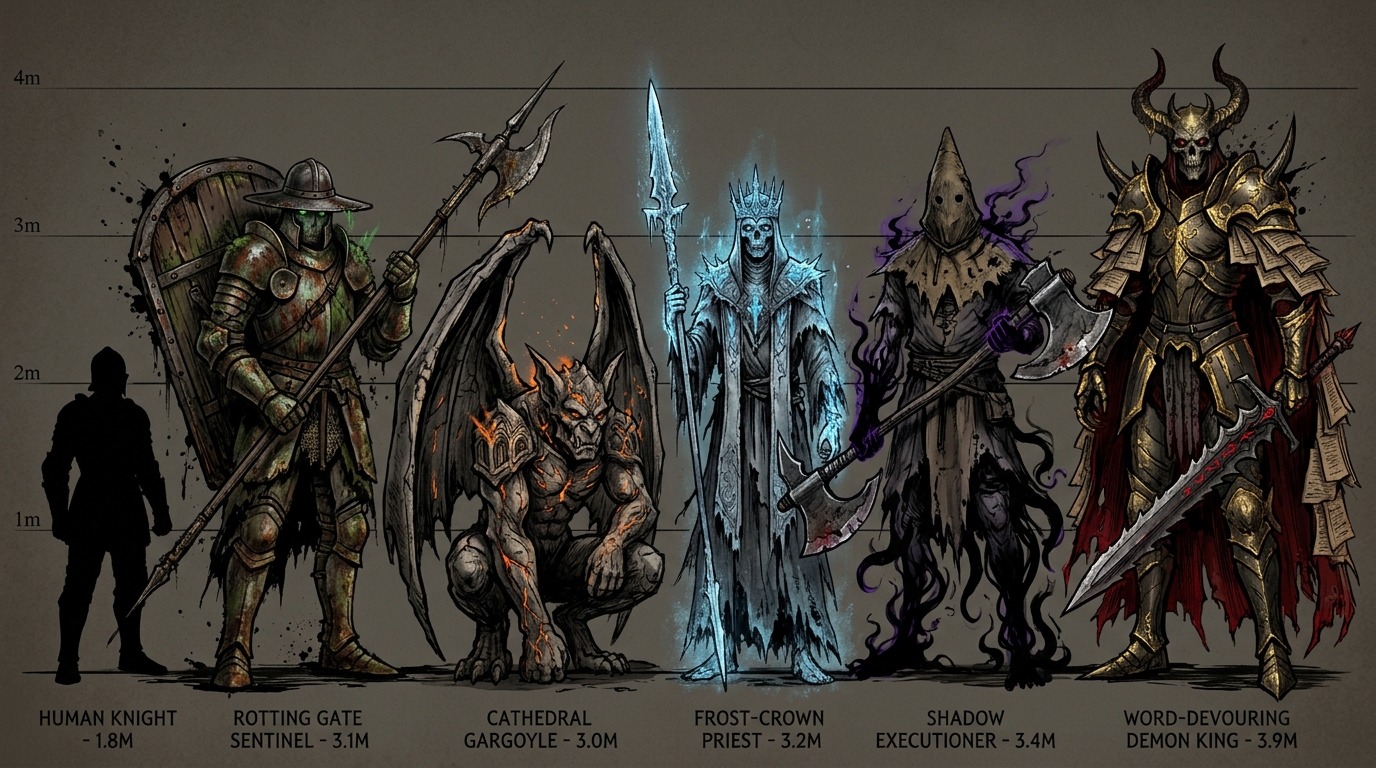 4m
3m
2m
1m
HUMAN KNIGHT
- 1.8M
ROTTING GATE
SENTINEL - 3.1M
CATHEDRAL
GARGOYLE - 3.0M
FROST-CROWN
PRIEST - 3.2M
SHADOW
EXECUTIONER - 3.4M
WORD-DEVOURING
DEMON KING - 3.9M